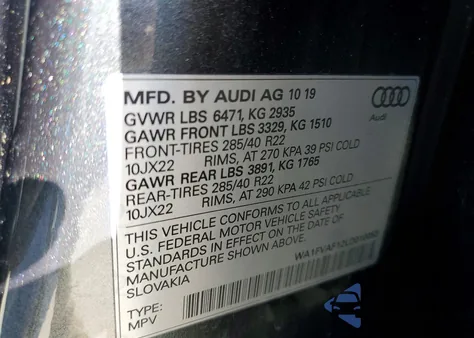 MFD. BY AUDI AG 10 19
GVWR LBS 6471, KG 2935
GAWR FRONT LBS 3329, KG 1510
FRONT-TIRES 285/40 R22
10JX22 RIMS, AT 270 KPA 39 PSI COLD
GAWR REAR LBS 3891, KG 1765
REAR-TIRES 285/40 R22
10JX22 RIMS, AT 290 KPA 42 PSI COLD
THIS VEHICLE CONFORMS TO ALL APPLICABLE
U.S. FEDERAL MOTOR VEHICLE SAFETY
STANDARDS IN EFFECT ON THE DATE OF
MANUFACTURE SHOWN ABOVE.
SLOVAKIA
TYPE:
MPV
Audi